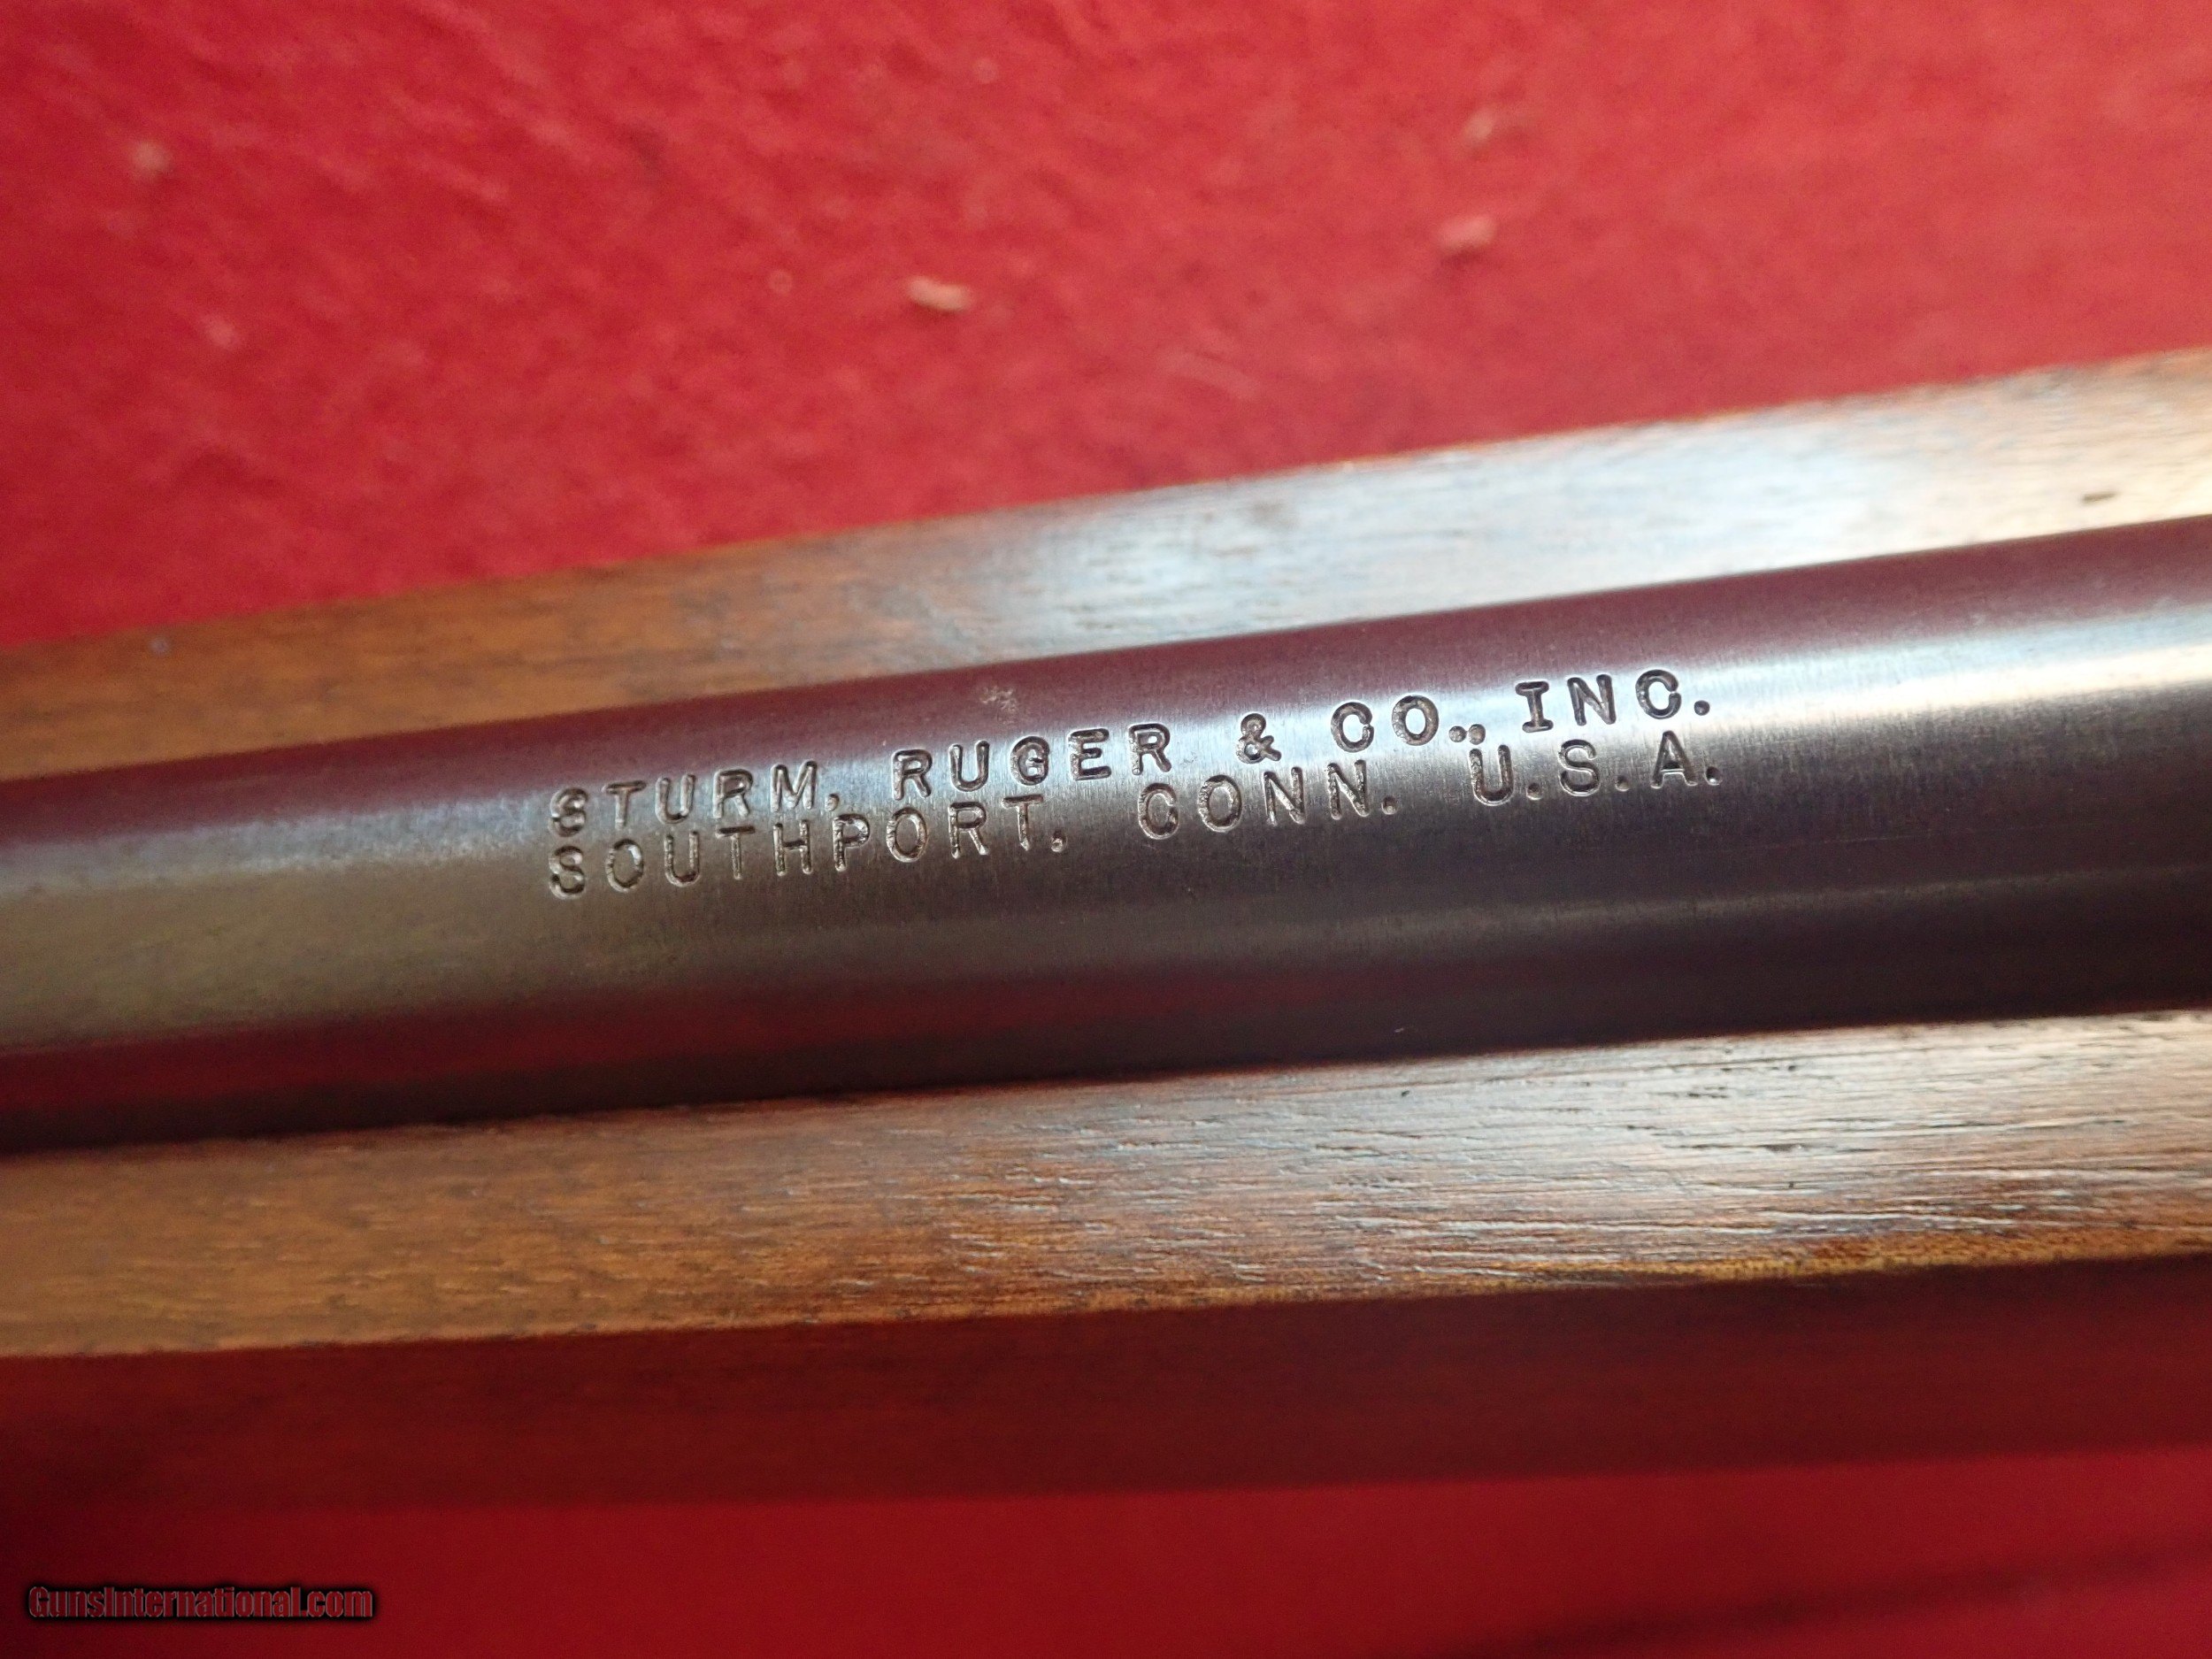 STURM, RUGER & CO., INC.
SOUTHPORT, CONN. U.S.A.
GunsInternational.com